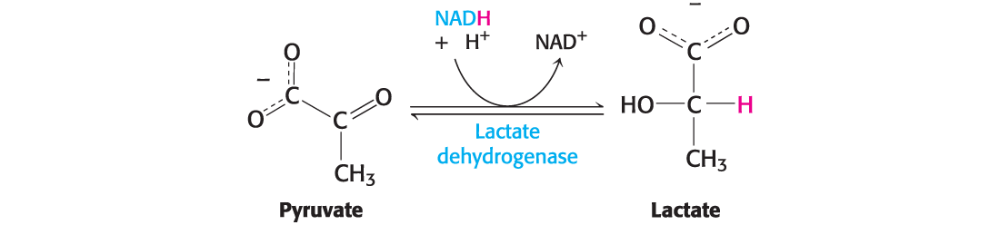 NADH
+ H⁺
NAD⁺
O
−
C
O
C
O
CH₃
Pyruvate
Lactate
dehydrogenase
−
O
O
C
HO—C—H
CH₃
Lactate